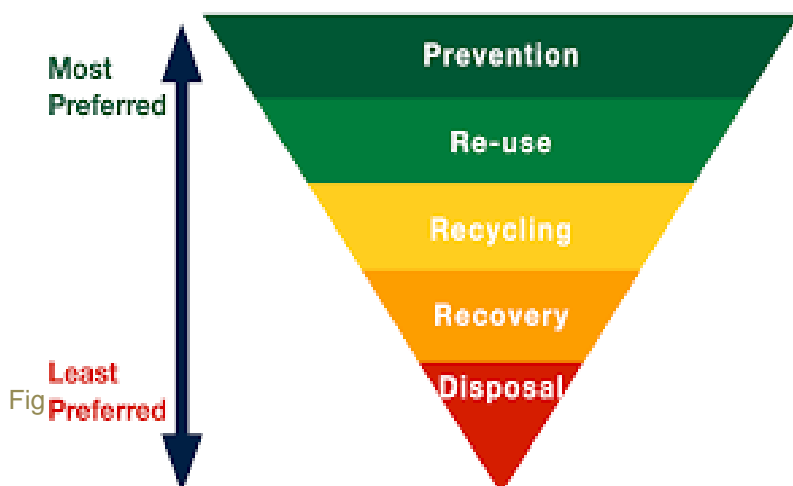 Most
Preferred
Prevention
Re-use
Recycling
Recovery
Disposal
Least
Preferred
Fig